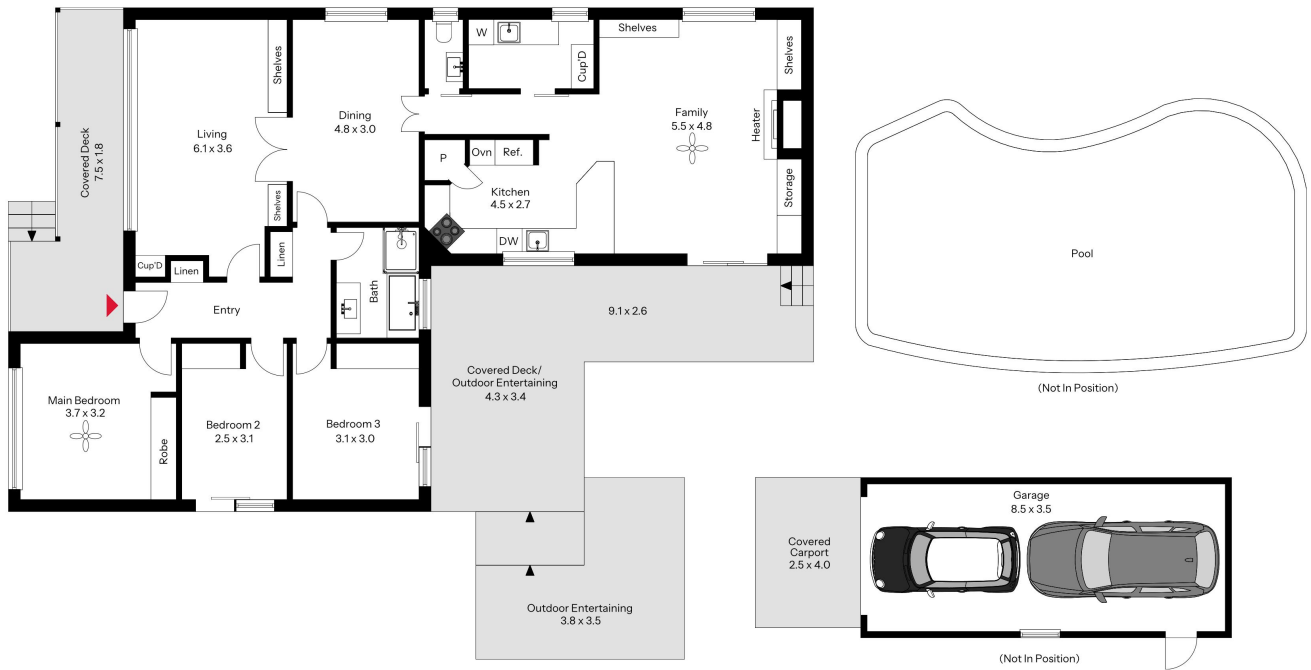 Covered Deck
7.5 x 1.8
Living
6.1 x 3.6
Shelves
Shelves
Cup'D
Linen
Linen
Entry
Dining
4.8 x 3.0
W
Cup'D
Shelves
Shelves
Family
5.5 x 4.8
Heater
Storage
P
Ovn
Ref.
Kitchen
4.5 x 2.7
DW
Bath
Main Bedroom
3.7 x 3.2
Robe
Bedroom 2
2.5 x 3.1
Bedroom 3
3.1 x 3.0
9.1 x 2.6
Covered Deck/
Outdoor Entertaining
4.3 x 3.4
Outdoor Entertaining
3.8 x 3.5
Pool
(Not In Position)
Covered
Carport
2.5 x 4.0
Garage
8.5 x 3.5
(Not In Position)